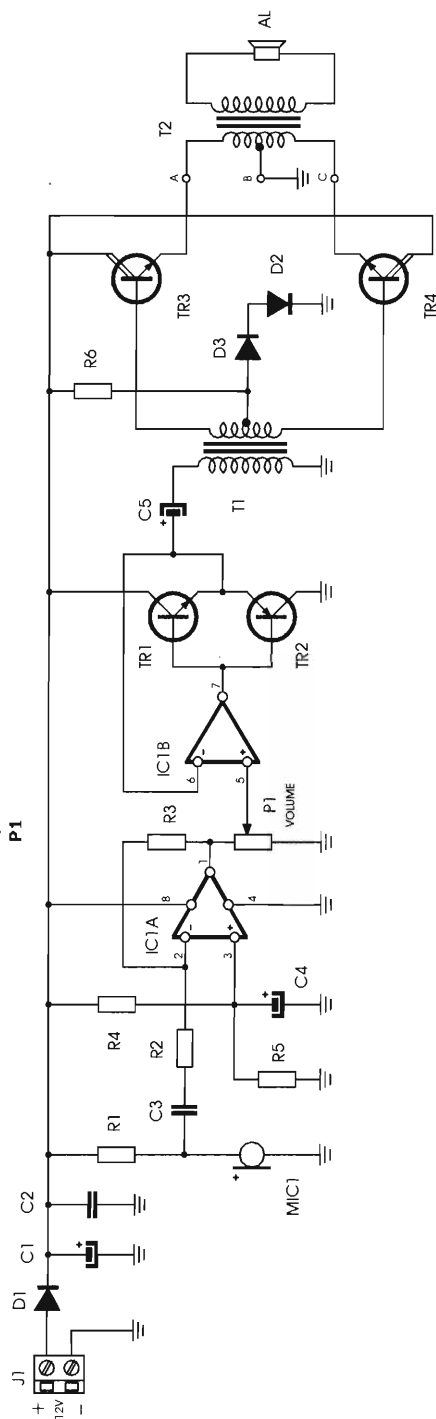 P1
J1
+
12V
−
D1
C1
+
C2
R1
C3
MIC1
+
R2
R4
R5
C4
+
IC1A
2
3
8
4
1
-
+
R3
P1
VOLUME
IC1B
6
5
7
-
+
TR1
TR2
C5
+
T1
R6
D3
D2
TR3
TR4
A
B
C
T2
AL